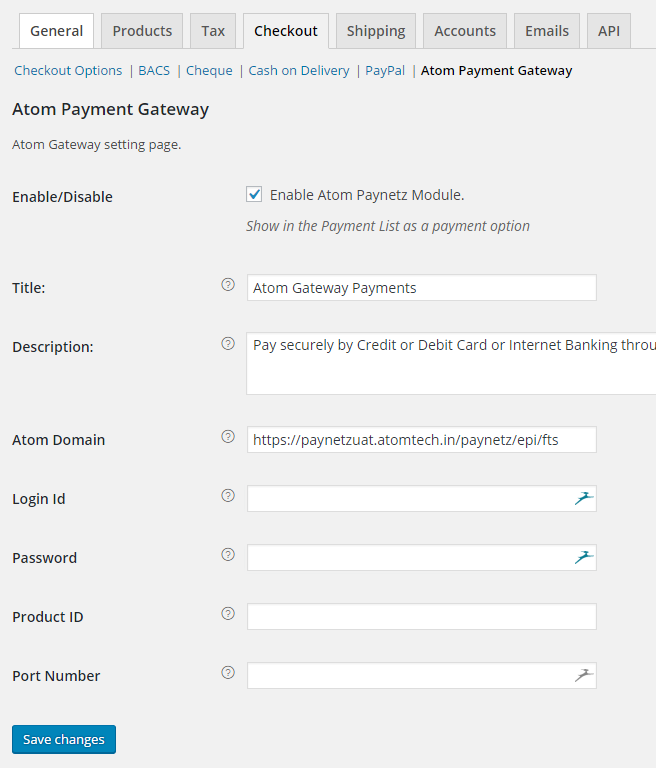 General Products Tax Checkout Shipping Accounts Emails API
Checkout Options | BACS | Cheque | Cash on Delivery | PayPal | Atom Payment Gateway
Atom Payment Gateway
Atom Gateway setting page.
Enable/Disable Enable Atom Paynetz Module.
Show in the Payment List as a payment option
Title: ? Atom Gateway Payments
Description: ? Pay securely by Credit or Debit Card or Internet Banking throu
Atom Domain ? https://paynetzuat.atomtech.in/paynetz/epi/fts
Login Id ?
Password ?
Product ID ?
Port Number ?
Save changes